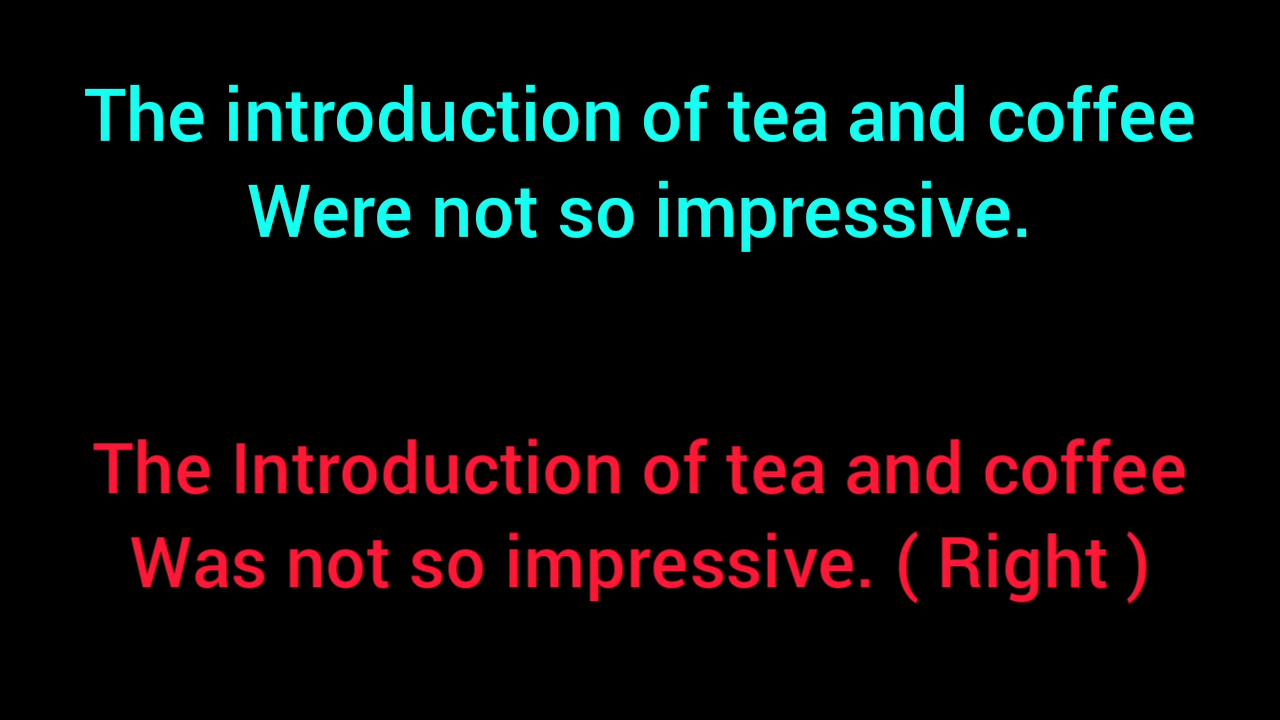 The introduction of tea and coffee
Were not so impressive.
The Introduction of tea and coffee
Was not so impressive. ( Right )